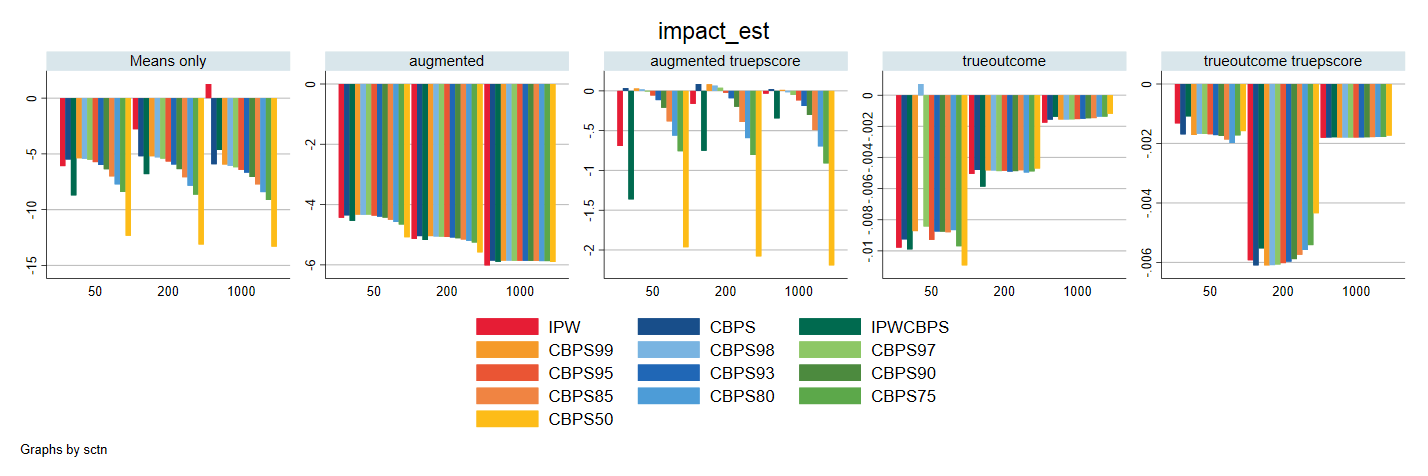 impact_est
Means only
augmented
augmented truepscore
trueoutcome
trueoutcome truepscore
0
-5
-10
-15
50 200 1000
0
-2
-4
-6
50 200 1000
0
-.5
-1
-1.5
-2
50 200 1000
0
-.002
-.004
-.006
-.008
-.01
50 200 1000
0
-.002
-.004
-.006
50 200 1000
IPW CBPS IPWCBPS
CBPS99 CBPS98 CBPS97
CBPS95 CBPS93 CBPS90
CBPS85 CBPS80 CBPS75
CBPS50
Graphs by sctn